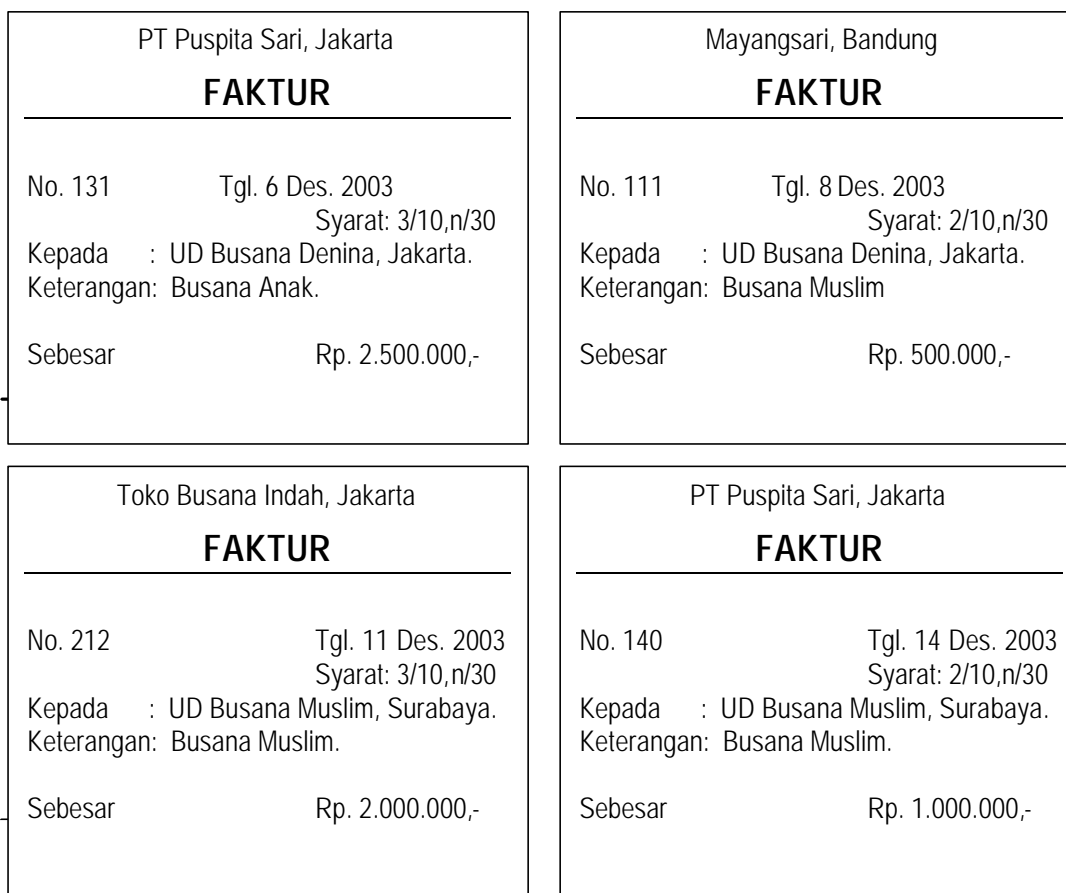 PT Puspita Sari, Jakarta
FAKTUR
No. 131 Tgl. 6 Des. 2003
Syarat: 3/10,n/30
Kepada : UD Busana Denina, Jakarta.
Keterangan: Busana Anak.
Sebesar Rp. 2.500.000,-
Mayangsari, Bandung
FAKTUR
No. 111 Tgl. 8 Des. 2003
Syarat: 2/10,n/30
Kepada : UD Busana Denina, Jakarta.
Keterangan: Busana Muslim
Sebesar Rp. 500.000,-
Toko Busana Indah, Jakarta
FAKTUR
No. 212 Tgl. 11 Des. 2003
Syarat: 3/10,n/30
Kepada : UD Busana Muslim, Surabaya.
Keterangan: Busana Muslim.
Sebesar Rp. 2.000.000,-
PT Puspita Sari, Jakarta
FAKTUR
No. 140 Tgl. 14 Des. 2003
Syarat: 2/10,n/30
Kepada : UD Busana Muslim, Surabaya.
Keterangan: Busana Muslim.
Sebesar Rp. 1.000.000,-